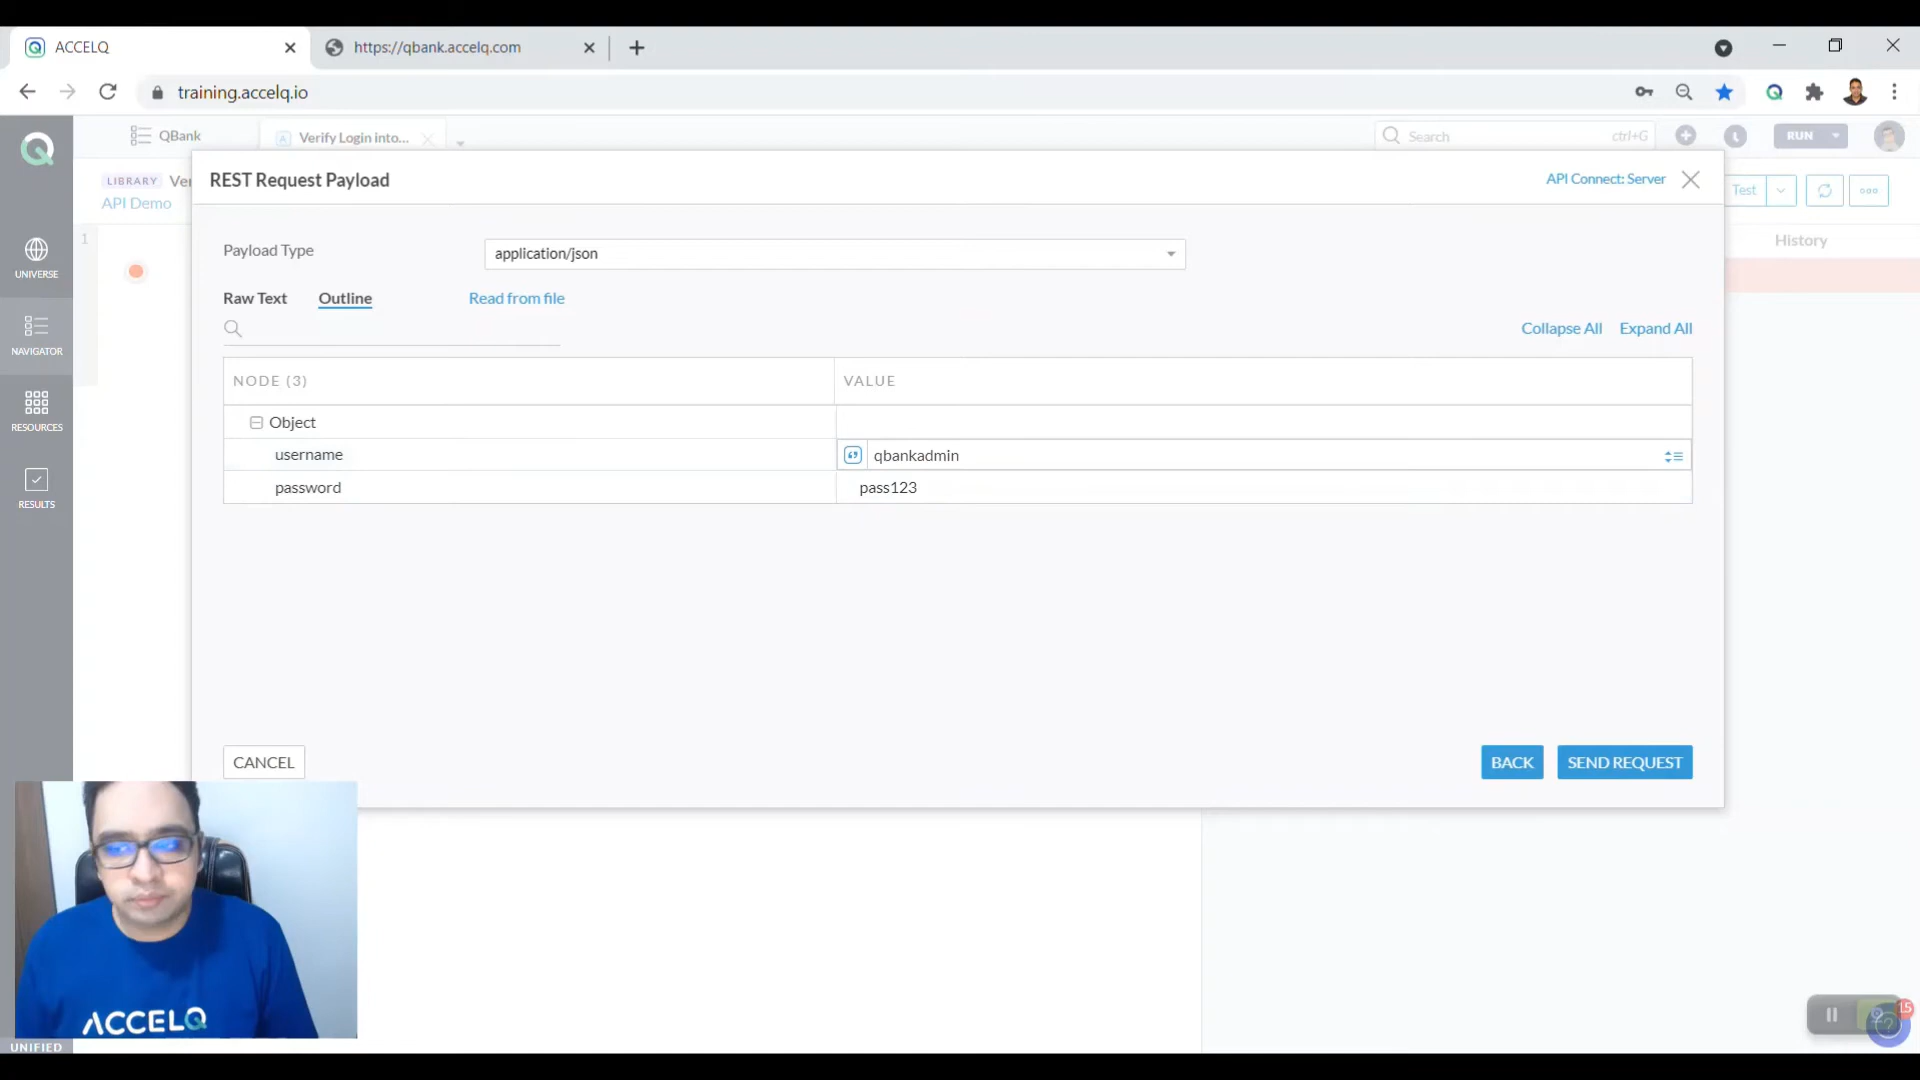 ACCELQ
https://qbank.accelq.com
training.accelq.io
QBank
Verify Login into...
Search
ctrl+G
RUN
LIBRARY
Ver
API Demo
Test
REST Request Payload
API Connect: Server
1
History
UNIVERSE
NAVIGATOR
RESOURCES
RESULTS
Payload Type
application/json
Raw Text
Outline
Read from file
Collapse All
Expand All
NODE (3)
VALUE
Object
username
qbankadmin
password
pass123
CANCEL
BACK
SEND REQUEST
ACCELQ
UNIFIED
15